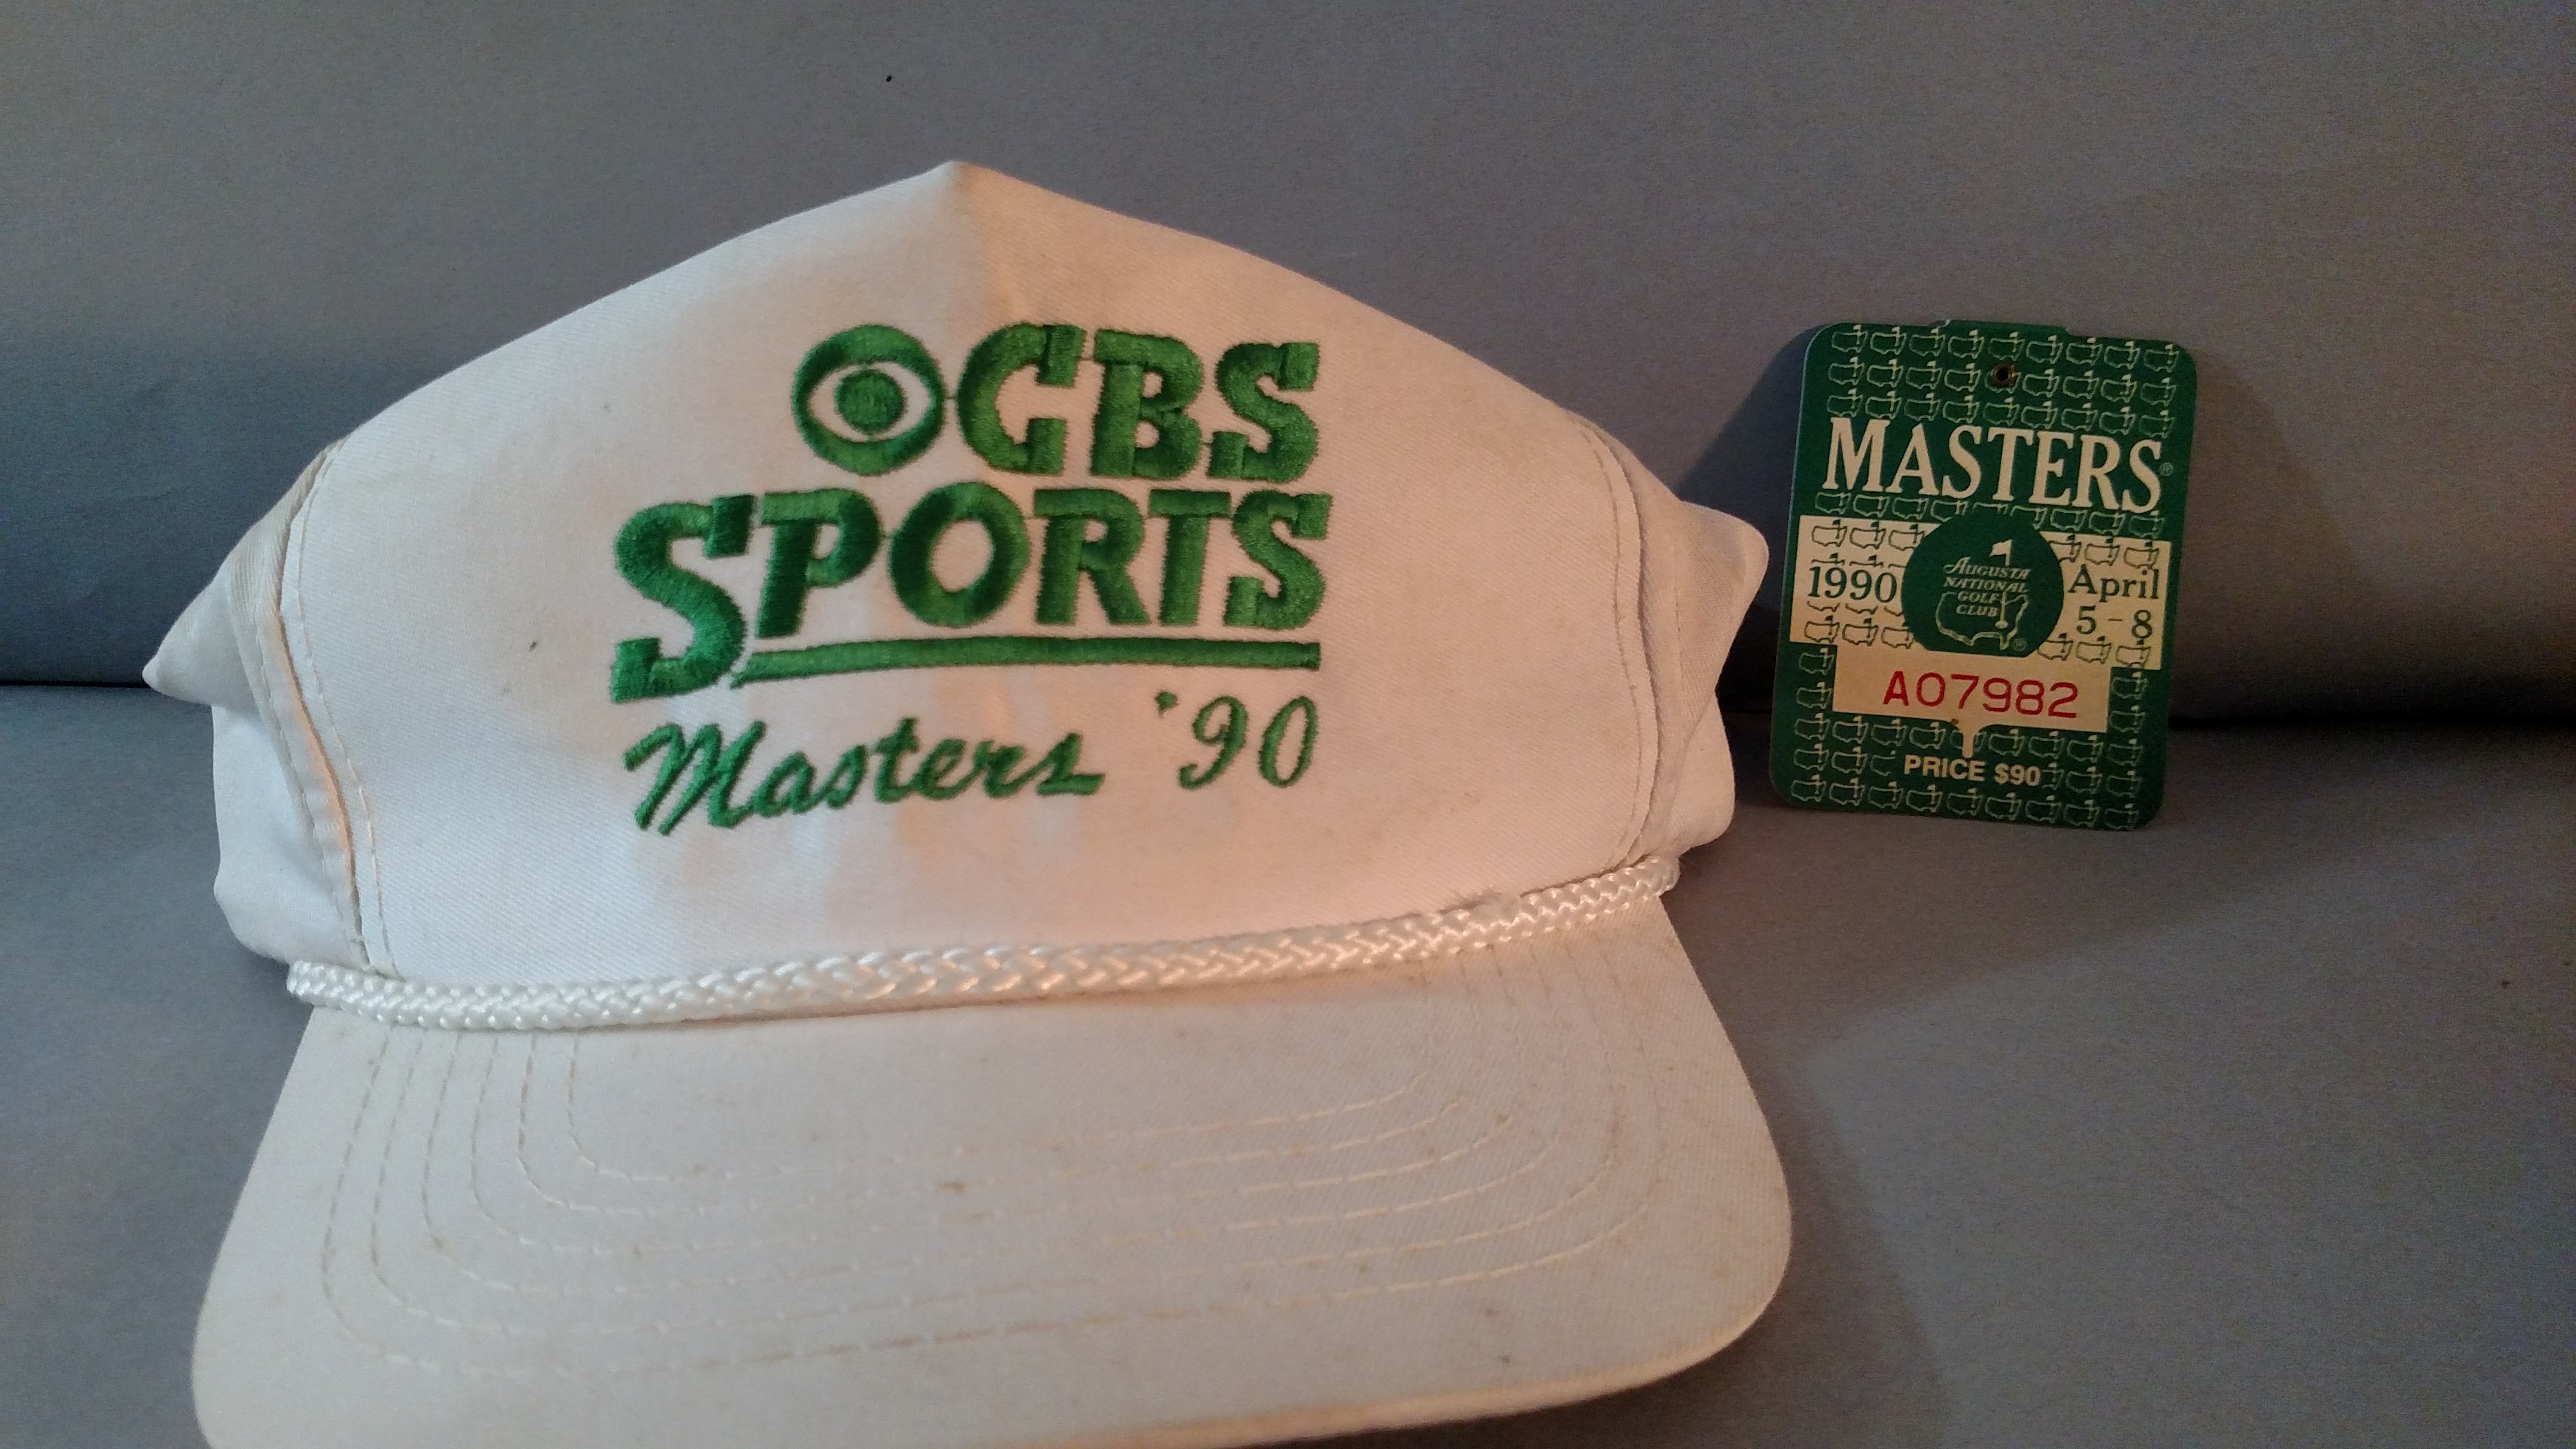 CBS
SPORTS
Masters '90
MASTERS®
1990
AUGUSTA
NATIONAL
GOLF
CLUB
®
April
5-8
A07982
PRICE $90